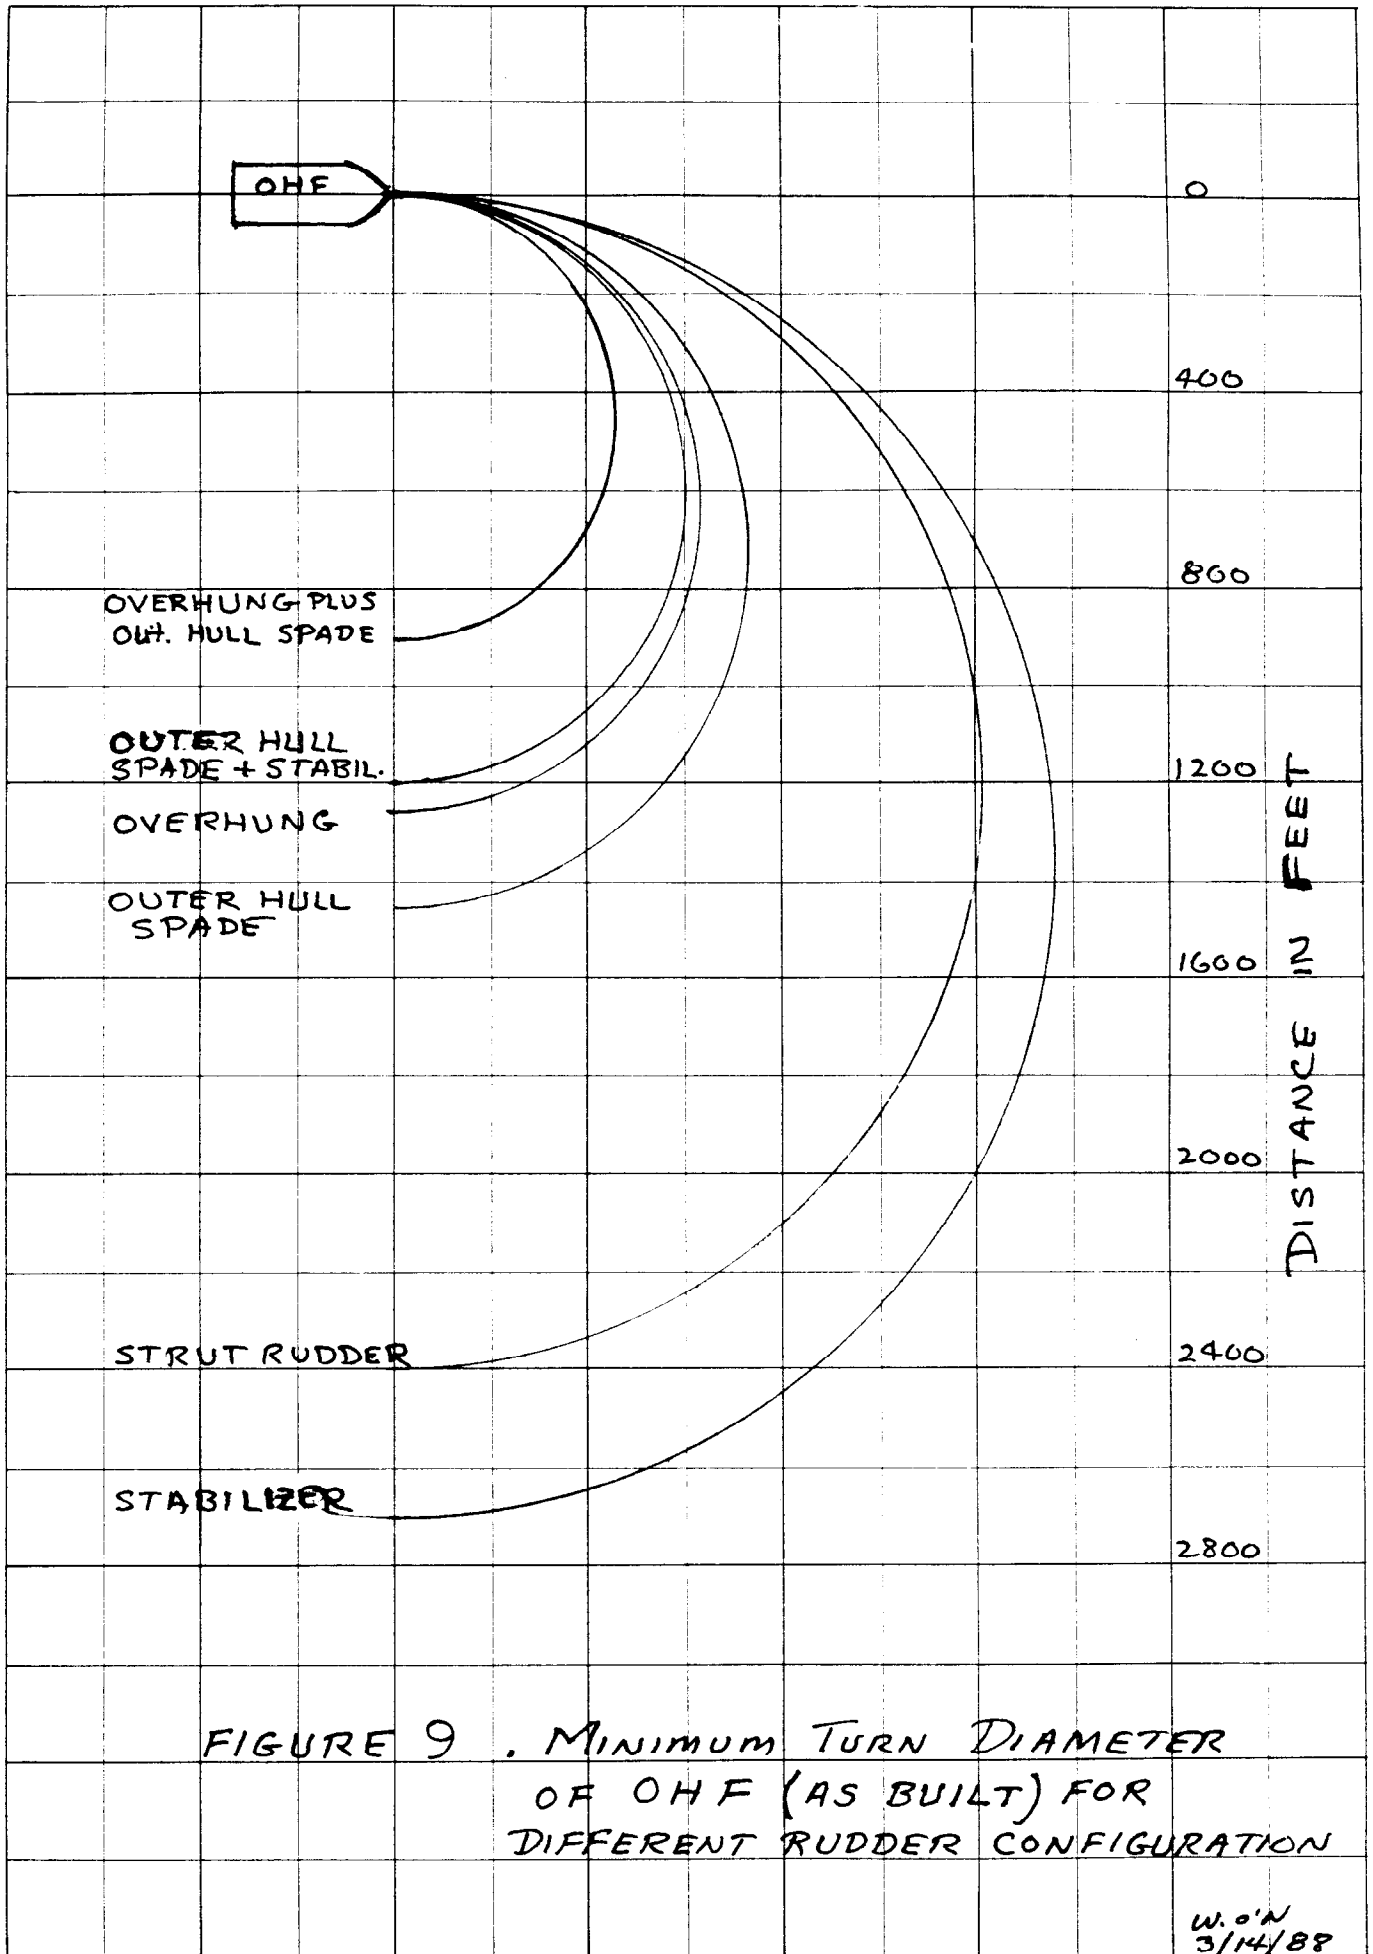 OHF
0
400
800
OVERHUNG PLUS
OUt. HULL SPADE
OUTER HULL
SPADE + STABIL.
1200
OVERHUNG
OUTER HULL
SPADE
1600
2000
DISTANCE IN FEET
STRUT RUDDER
2400
STABILIZER
2800
FIGURE 9. MINIMUM TURN DIAMETER
OF OHF (AS BUILT) FOR
DIFFERENT RUDDER CONFIGURATION
W. O'N
3/14/88